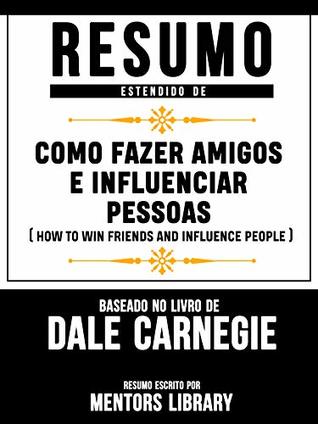 RESUMO
ESTENDIDO DE
COMO FAZER AMIGOS
E INFLUENCIAR
PESSOAS
( HOW TO WIN FRIENDS AND INFLUENCE PEOPLE )
BASEADO NO LIVRO DE
DALE CARNEGIE
RESUMO ESCRITO POR
MENTORS LIBRARY